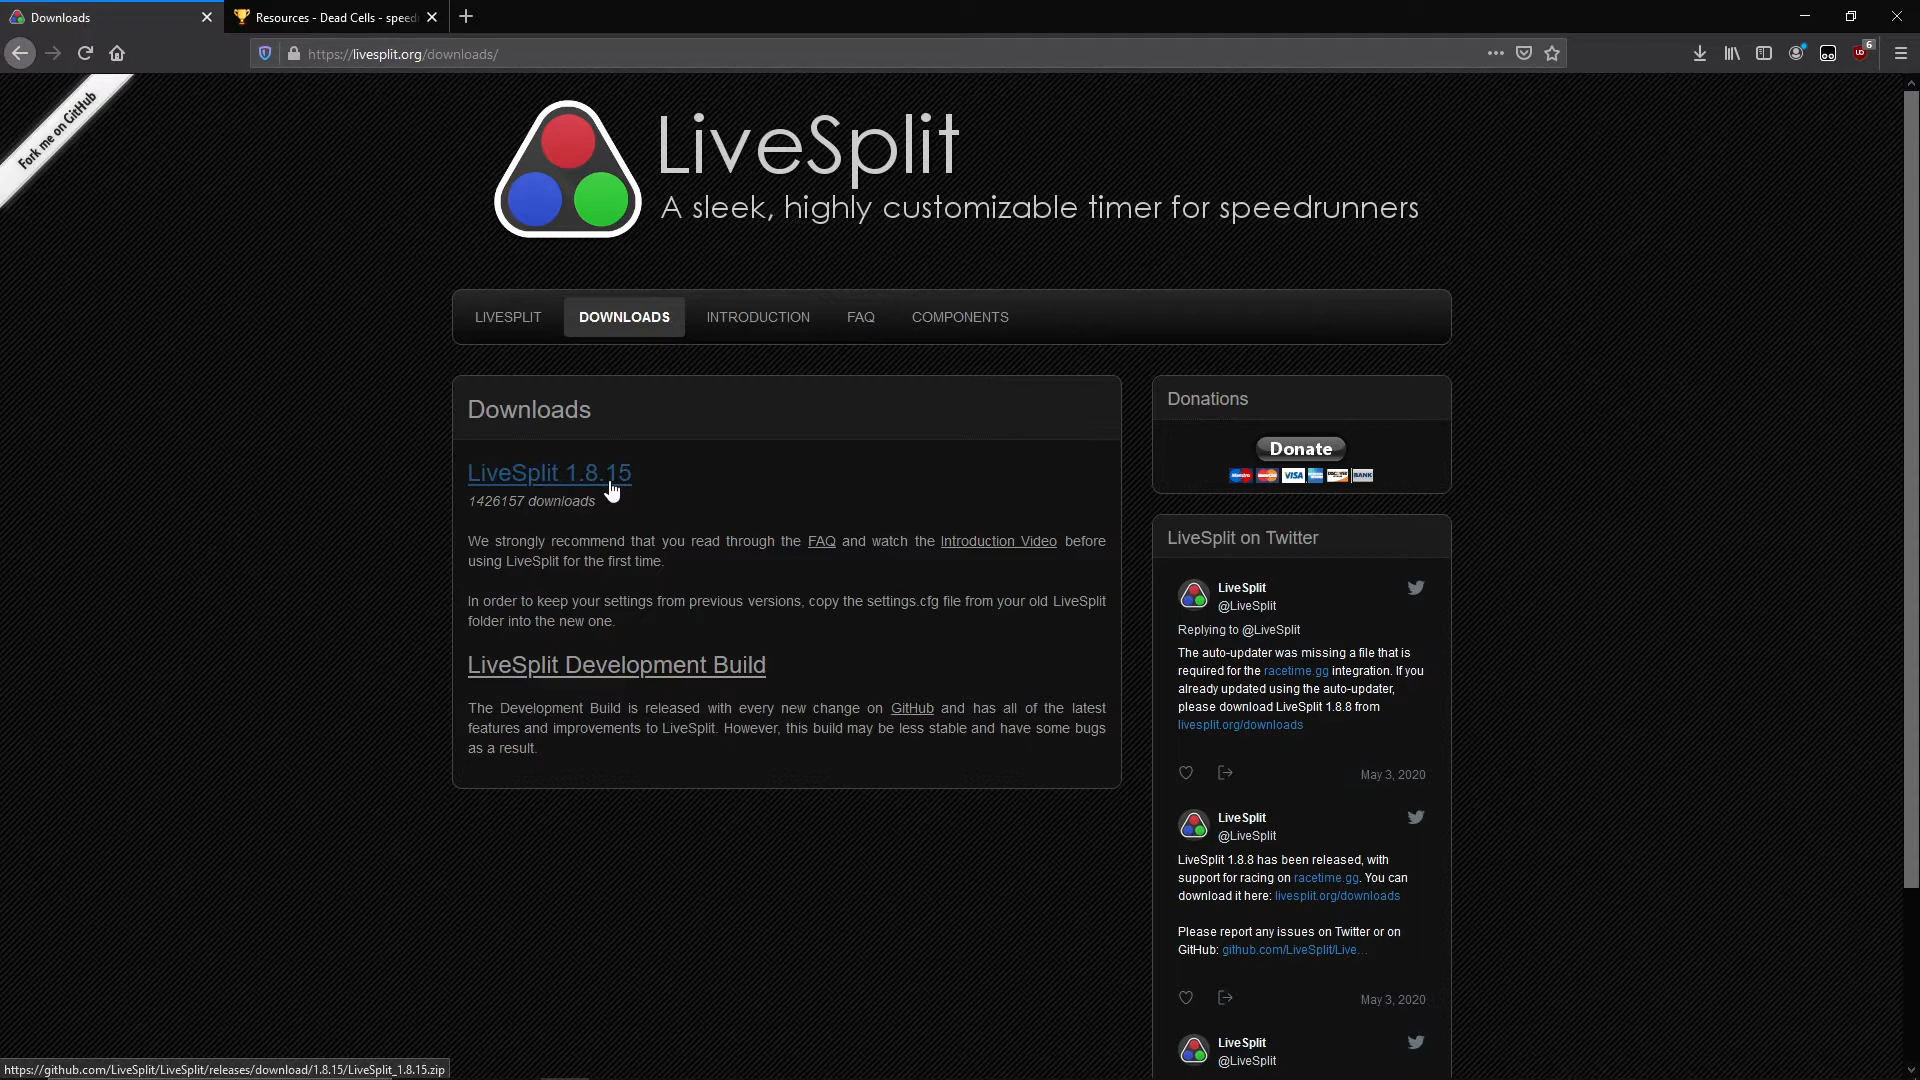 Downloads
Resources - Dead Cells - speed
https://livesplit.org/downloads/
6
Fork me on GitHub
LiveSplit
A sleek, highly customizable timer for speedrunners
LIVESPLIT
DOWNLOADS
INTRODUCTION
FAQ
COMPONENTS
Downloads
LiveSplit 1.8.15
1426157 downloads
We strongly recommend that you read through the FAQ and watch the Introduction Video before
using LiveSplit for the first time.
In order to keep your settings from previous versions, copy the settings.cfg file from your old LiveSplit
folder into the new one.
LiveSplit Development Build
The Development Build is released with every new change on GitHub and has all of the latest
features and improvements to LiveSplit. However, this build may be less stable and have some bugs
as a result.
Donations
Donate
VISA
BANK
LiveSplit on Twitter
LiveSplit
@LiveSplit
Replying to @LiveSplit
The auto-updater was missing a file that is
required for the racetime.gg integration. If you
already updated using the auto-updater,
please download LiveSplit 1.8.8 from
livesplit.org/downloads
May 3, 2020
LiveSplit
@LiveSplit
LiveSplit 1.8.8 has been released, with
support for racing on racetime.gg. You can
download it here: livesplit.org/downloads
Please report any issues on Twitter or on
GitHub: github.com/LiveSplit/Live...
May 3, 2020
LiveSplit
@LiveSplit
https://github.com/LiveSplit/LiveSplit/releases/download/1.8.15/LiveSplit_1.8.15.zip